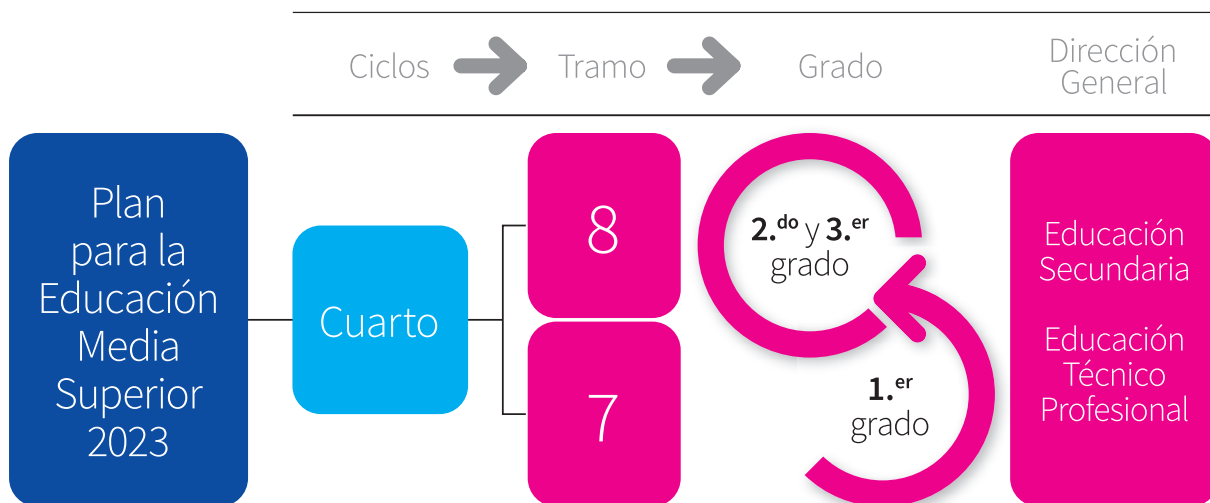 Ciclos
Tramo
Grado
Dirección
General
Plan
para la
Educación
Media
Superior
2023
Cuarto
8
7
2.do y 3.er
grado
1.er
grado
Educación
Secundaria
Educación
Técnico
Profesional